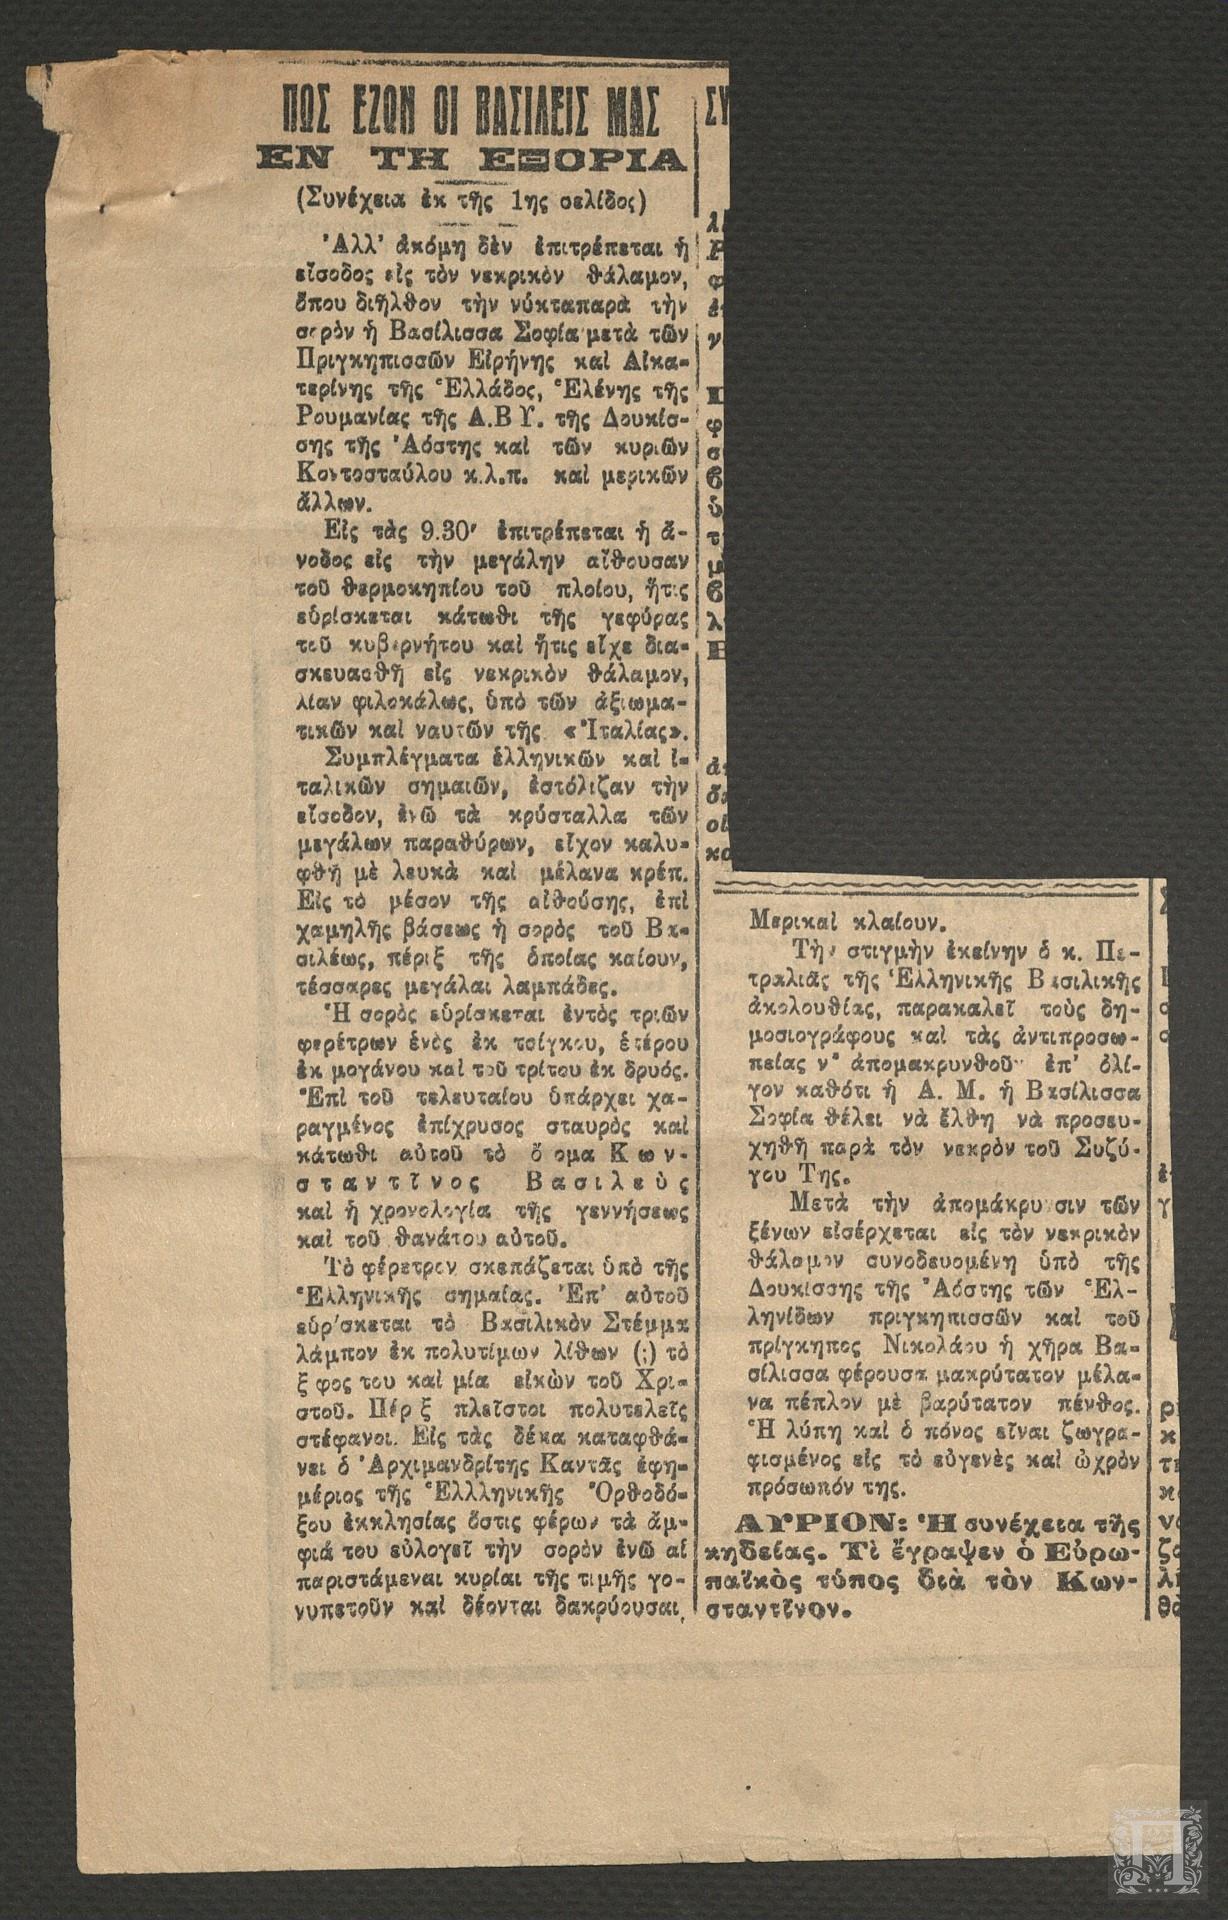 ΠΩΣ ΕΖΩΝ ΟΙ ΒΑΣΙΛΕΙΣ ΜΑΣ
ΕΝ ΤΗ ΕΞΟΡΙΑ
(Συνέχεια ἐκ τῆς 1ης σελίδος)
Ἀλλ' ἀκόμη δὲν ἐπιτρέπεται ἡ
εἴσοδος εἰς τὸν νεκρικὸν θάλαμον,
ὅπου διῆλθον τὴν νύκταπαρὰ τὴν
σορὸν ἡ Βασίλισσα Σοφία μετὰ τῶν
Πριγκηπισσῶν Εἰρήνης καὶ Αἰκα-
τερίνης τῆς Ἑλλάδος, Ἑλένης τῆς
Ρουμανίας τῆς Α.Β Υ. τῆς Δουκίσ-
σης τῆς Ἀόστης καὶ τῶν κυριῶν
Κοντοσταύλου κ.λ.π. καὶ μερικῶν
ἄλλων.
Εἰς τὰς 9.30' ἐπιτρέπεται ἡ ἄ-
νοδος εἰς τὴν μεγάλην αἴθουσαν
τοῦ θερμοκηπίου τοῦ πλοίου, ἥτις
εὑρίσκεται κάτωθι τῆς γεφύρας
τοῦ κυβερνήτου καὶ ἥτις εἶχε δια-
σκευασθῆ εἰς νεκρικὸν θάλαμον,
λίαν φιλοκάλως, ὑπὸ τῶν ἀξιωμα-
τικῶν καὶ ναυτῶν τῆς «Ἰταλίας».
Συμπλέγματα ἑλληνικῶν καὶ ἰ-
ταλικῶν σημαιῶν, ἐστόλιζαν τὴν
εἴσοδον, ἐνῶ τὰ κρύσταλλα τῶν
μεγάλων παραθύρων, εἶχον καλυ-
φθῆ μὲ λευκὰ καὶ μέλανα κρέπ.
Εἰς τὸ μέσον τῆς αἰθούσης, ἐπὶ
χαμηλῆς βάσεως ἡ σορὸς τοῦ Βα-
σιλέως, πέριξ τῆς ὁποίας καίουν,
τέσσαρες μεγάλαι λαμπάδες.
Ἡ σορὸς εὑρίσκεται ἐντὸς τριῶν
φερέτρων ἑνὸς ἐκ τσίγκου, ἑτέρου
ἐκ μογάνου καὶ τοῦ τρίτου ἐκ δρυός.
Ἐπὶ τοῦ τελευταίου ὑπάρχει χα-
ραγμένος ἐπίχρυσος σταυρὸς καὶ
κάτωθι αὐτοῦ τὸ ὄ ομα Κ ω ν -
σ τ α ν τ ῖ ν ο ς Β α σ ι λ ε ὺ ς
καὶ ἡ χρονολογία τῆς γεννήσεως
καὶ τοῦ θανάτου αὐτοῦ.
Τὸ φέρετρον σκεπάζεται ὑπὸ τῆς
Ἑλληνικῆς σημαίας. Ἐπ' αὐτοῦ
εὑρίσκεται τὸ Βασιλικὸν Στέμμα
λάμπον ἐκ πολυτίμων λίθων (;) τὸ
ξ φος του καὶ μία εἰκὼν τοῦ Χρι-
στοῦ. Πέρ ξ πλεῖστοι πολυτελεῖς
στέφανοι. Εἰς τὰς δέκα καταφθά-
νει ὁ Ἀρχιμανδρίτης Καντᾶς ἐφη-
μέριος τῆς Ἑλλληνικῆς Ὀρθοδό-
ξου ἐκκλησίας ὅστις φέρων τὰ ἄμ-
φιά του εὐλογεῖ τὴν σορὸν ἐνῶ αἱ
παριστάμεναι κυρίαι τῆς τιμῆς γο-
νυπετοῦν καὶ δέονται δακρύουσαι,
Μερικαὶ κλαίουν.
Τὴν στιγμὴν ἐκείνην ὁ κ. Πε-
τραλιᾶς τῆς Ἑλληνικῆς Βασιλικῆς
ἀκολουθίας, παρακαλεῖ τοὺς δη-
μοσιογράφους καὶ τὰς ἀντιπροσω-
πείας ν' ἀπομακρυνθοῦν ἐπ' ὀλί-
γον καθότι ἡ Α. Μ. ἡ Βασίλισσα
Σοφία θέλει νὰ ἔλθη νὰ προσευ-
χηθῆ παρὰ τὸν νεκρὸν τοῦ Συζύ-
γου Της.
Μετὰ τὴν ἀπομάκρυνσιν τῶν
ξένων εἰσέρχεται εἰς τὸν νεκρικὸν
θάλαμον συνοδευομένη ὑπὸ τῆς
Δουκίσσης τῆς Ἀόστης τῶν Ἑλ-
ληνίδων πριγκηπισσῶν καὶ τοῦ
πρίγκηπος Νικολάου ἡ χῆρα Βα-
σίλισσα φέρουσα μακρύτατον μέλα-
να πέπλον μὲ βαρύτατον πένθος.
Ἡ λύπη καὶ ὁ πόνος εἶναι ζωγρα-
φισμένος εἰς τὸ εὐγενὲς καὶ ὠχρὸν
πρόσωπόν της.
ΑΥΡΙΟΝ: Ἡ συνέχεια τῆς
κηδείας. Τὶ ἔγραψεν ὁ Εὐρω-
παϊκὸς τύπος διὰ τὸν Κων-
σταντῖνον.